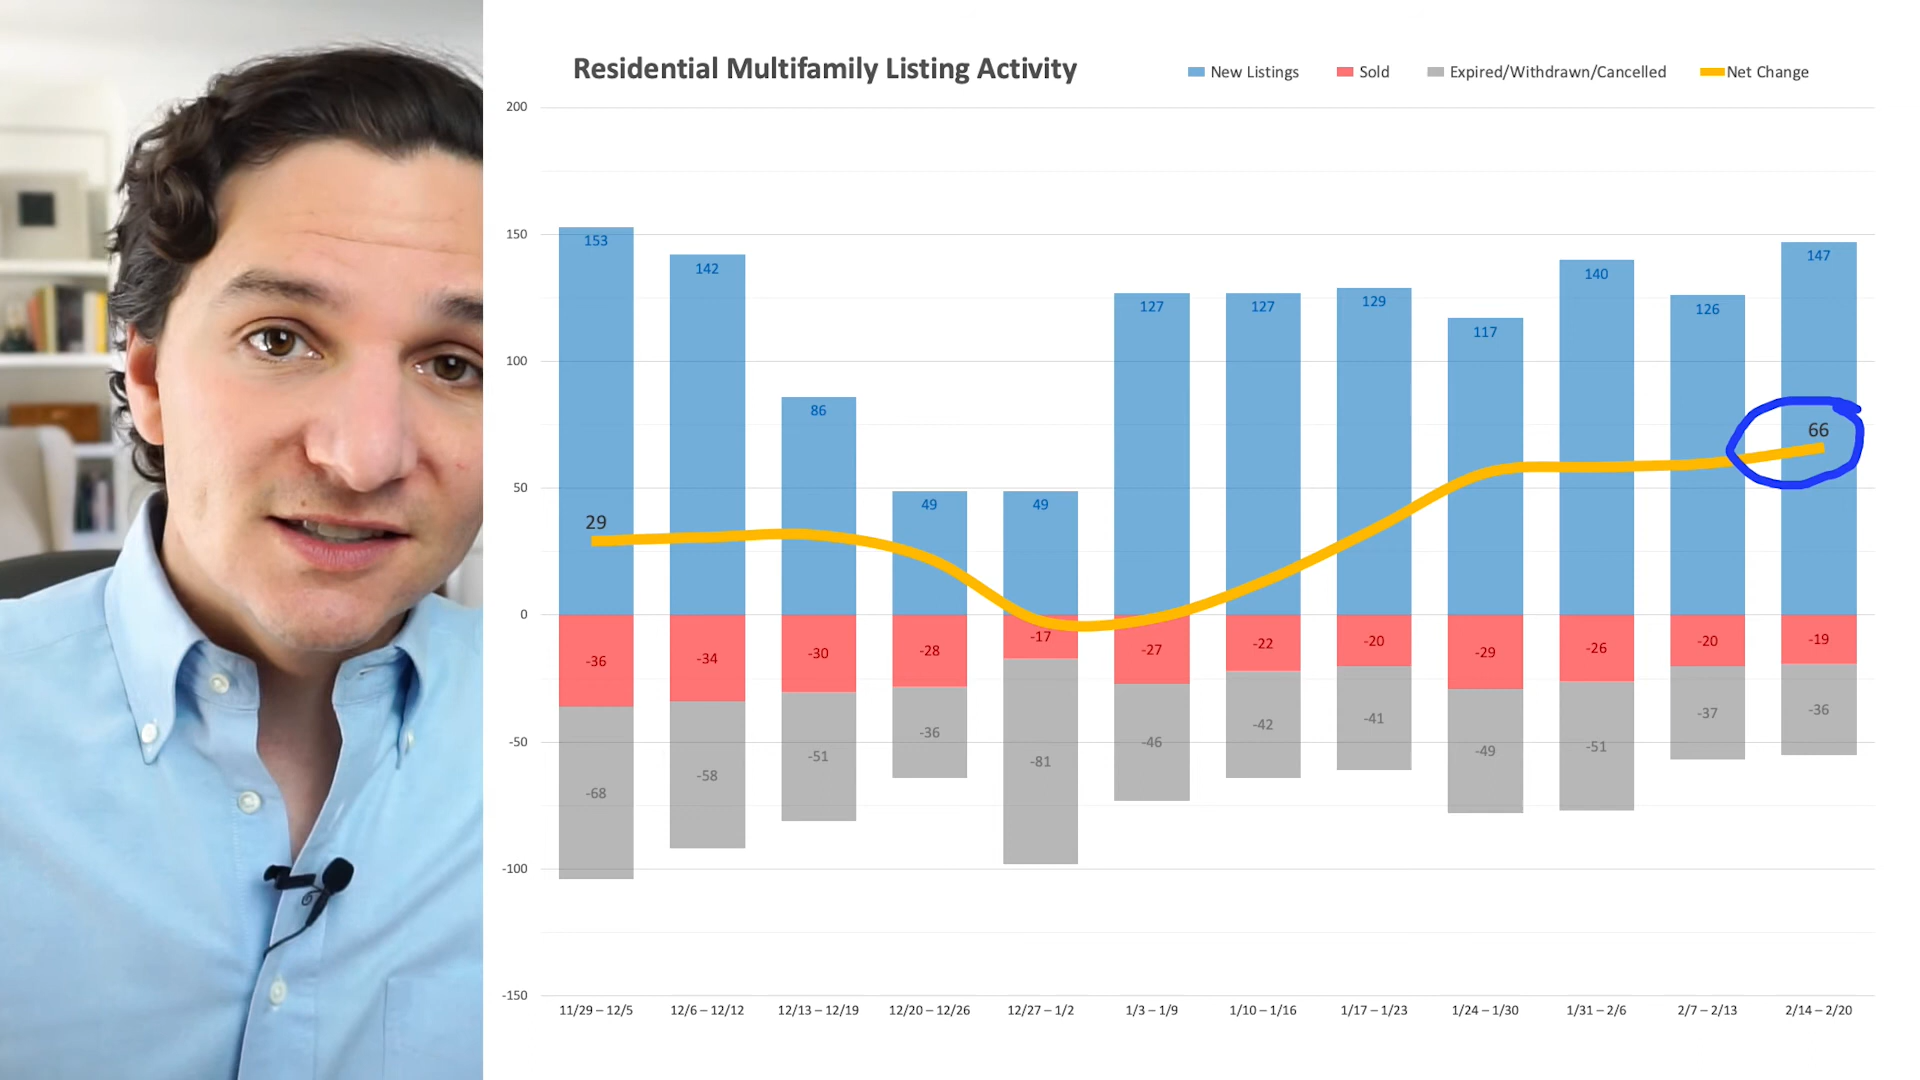 Residential Multifamily Listing Activity
New Listings Sold Expired/Withdrawn/Cancelled Net Change
200
150
100
50
0
-50
-100
-150
153 142 86 49 49 127 127 129 117 140 126 147
29 66
-36 -34 -30 -28 -17 -27 -22 -20 -29 -26 -20 -19
-68 -58 -51 -36 -81 -46 -42 -41 -49 -51 -37 -36
11/29 – 12/5 12/6 – 12/12 12/13 – 12/19 12/20 – 12/26 12/27 – 1/2 1/3 – 1/9 1/10 – 1/16 1/17 – 1/23 1/24 – 1/30 1/31 – 2/6 2/7 – 2/13 2/14 – 2/20